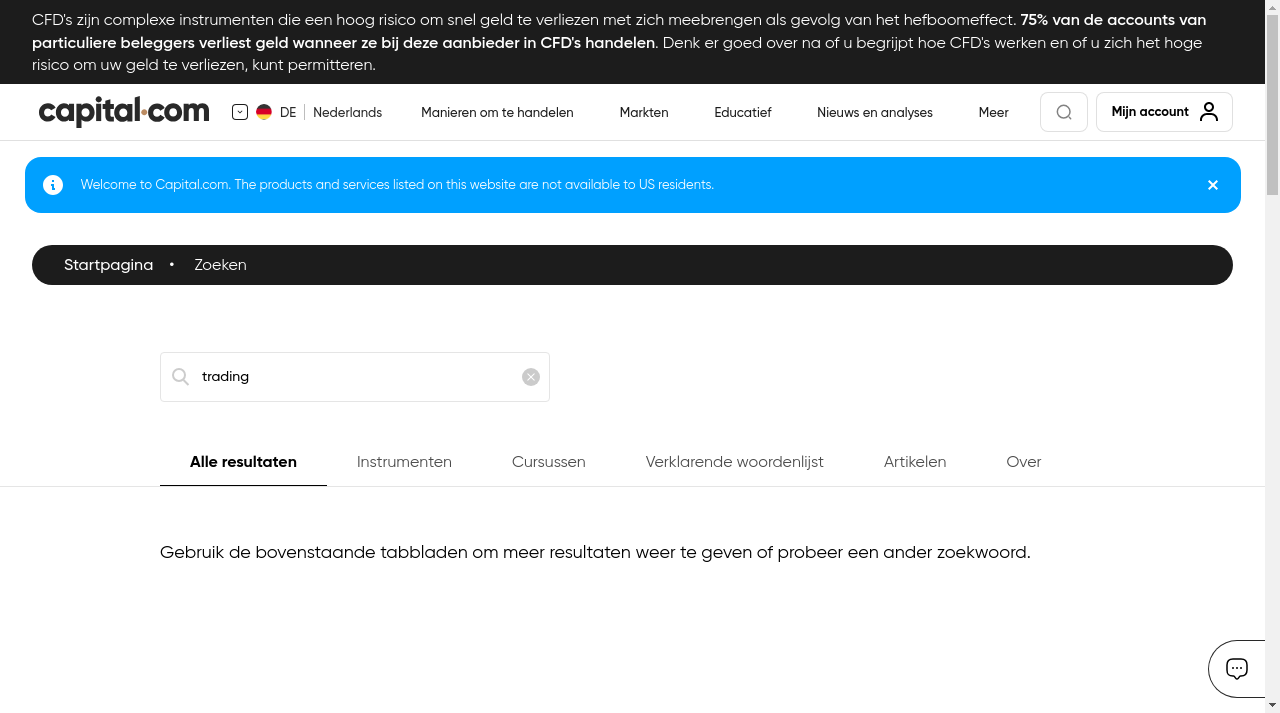 CFD's zijn complexe instrumenten die een hoog risico om snel geld te verliezen met zich meebrengen als gevolg van het hefboomeffect. 75% van de accounts van
particuliere beleggers verliest geld wanneer ze bij deze aanbieder in CFD's handelen. Denk er goed over na of u begrijpt hoe CFD's werken en of u zich het hoge
risico om uw geld te verliezen, kunt permitteren.
capital.com DE Nederlands Manieren om te handelen Markten Educatief Nieuws en analyses Meer Mijn account
Welcome to Capital.com. The products and services listed on this website are not available to US residents.
Startpagina • Zoeken
trading
Alle resultaten Instrumenten Cursussen Verklarende woordenlijst Artikelen Over
Gebruik de bovenstaande tabbladen om meer resultaten weer te geven of probeer een ander zoekwoord.